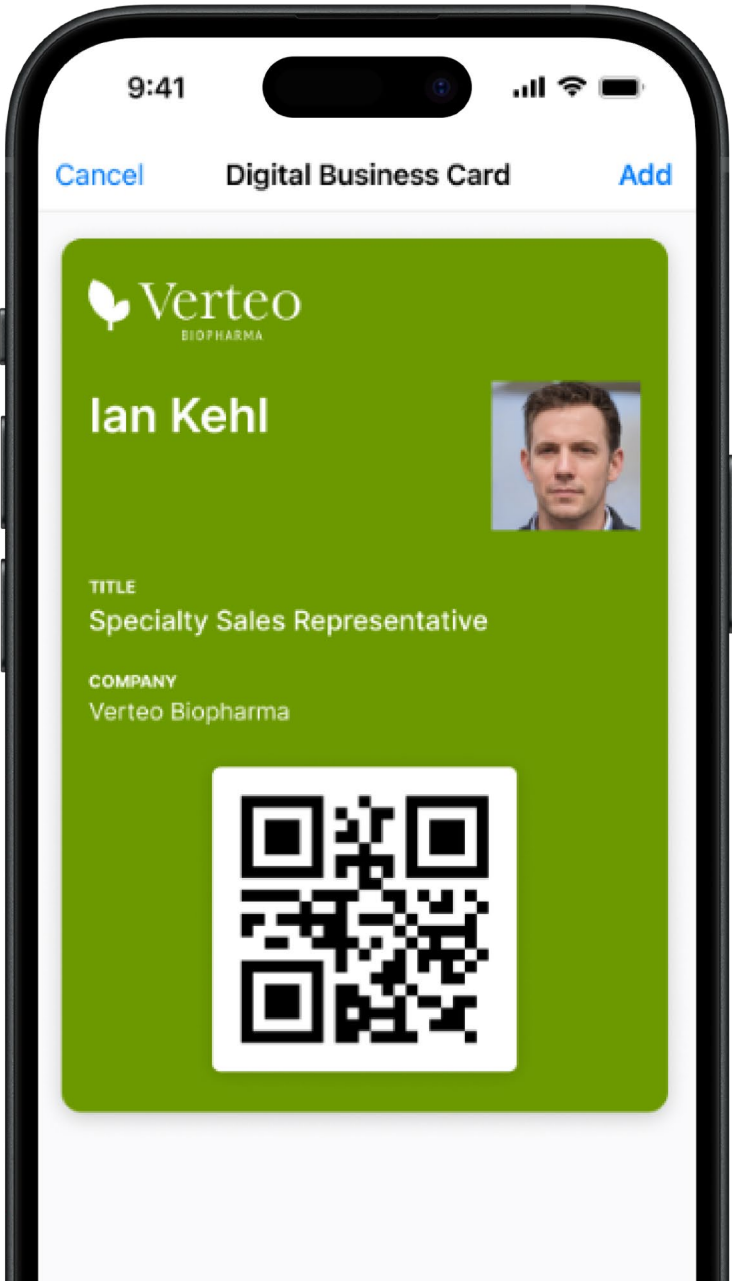 9:41
Cancel Digital Business Card Add
Verteo
BIOPHARMA
Ian Kehl
TITLE
Specialty Sales Representative
COMPANY
Verteo Biopharma